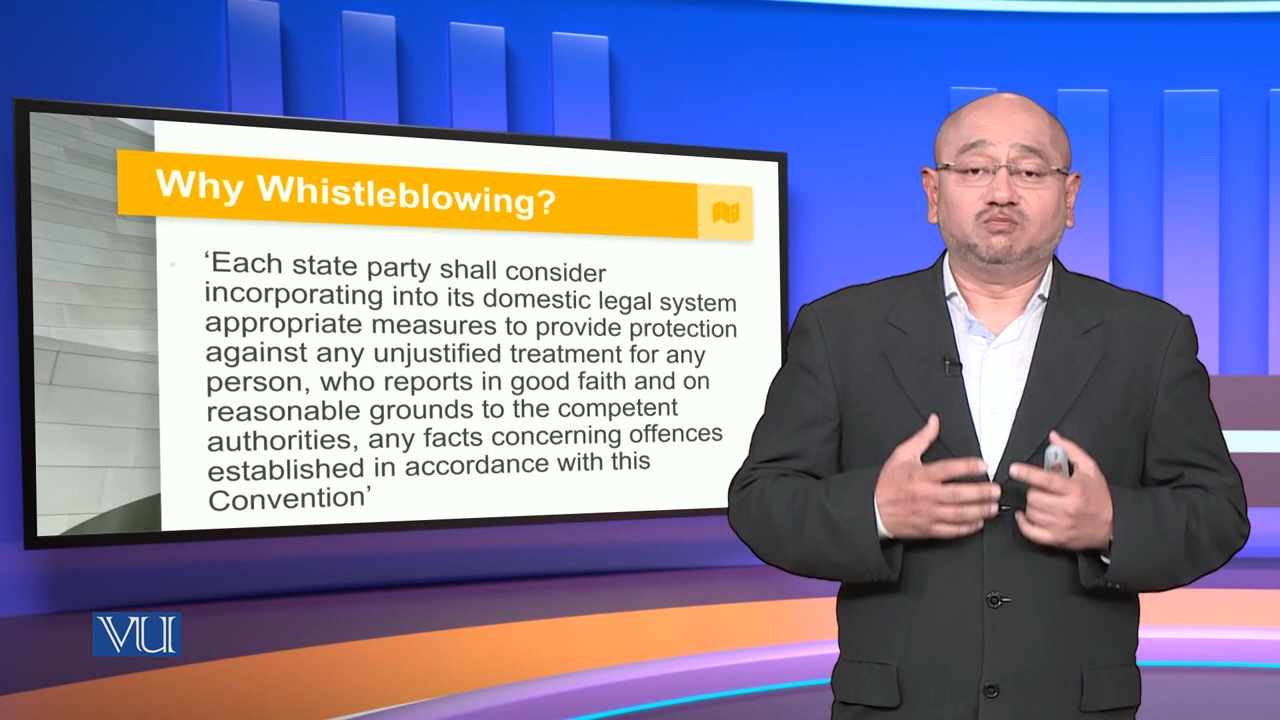 Why Whistleblowing?
‘Each state party shall consider
incorporating into its domestic legal system
appropriate measures to provide protection
against any unjustified treatment for any
person, who reports in good faith and on
reasonable grounds to the competent
authorities, any facts concerning offences
established in accordance with this
Convention’
VU